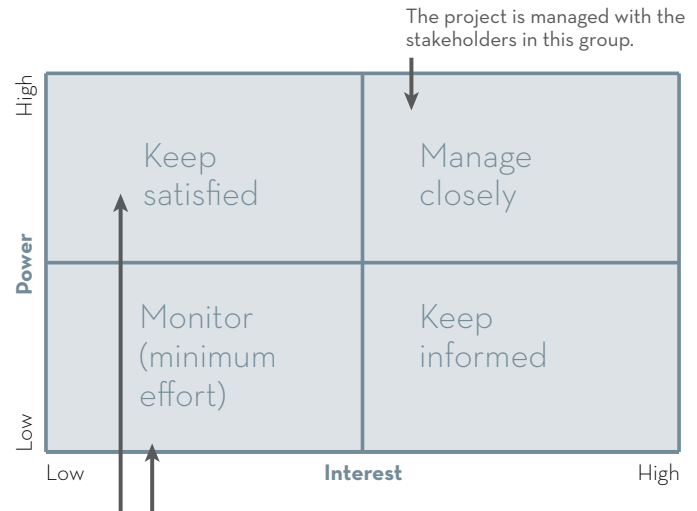 The project is managed with the
stakeholders in this group.
High
Keep
satisfied
Manage
closely
Power
Monitor
(minimum
effort)
Keep
informed
Low
Low
Interest
High